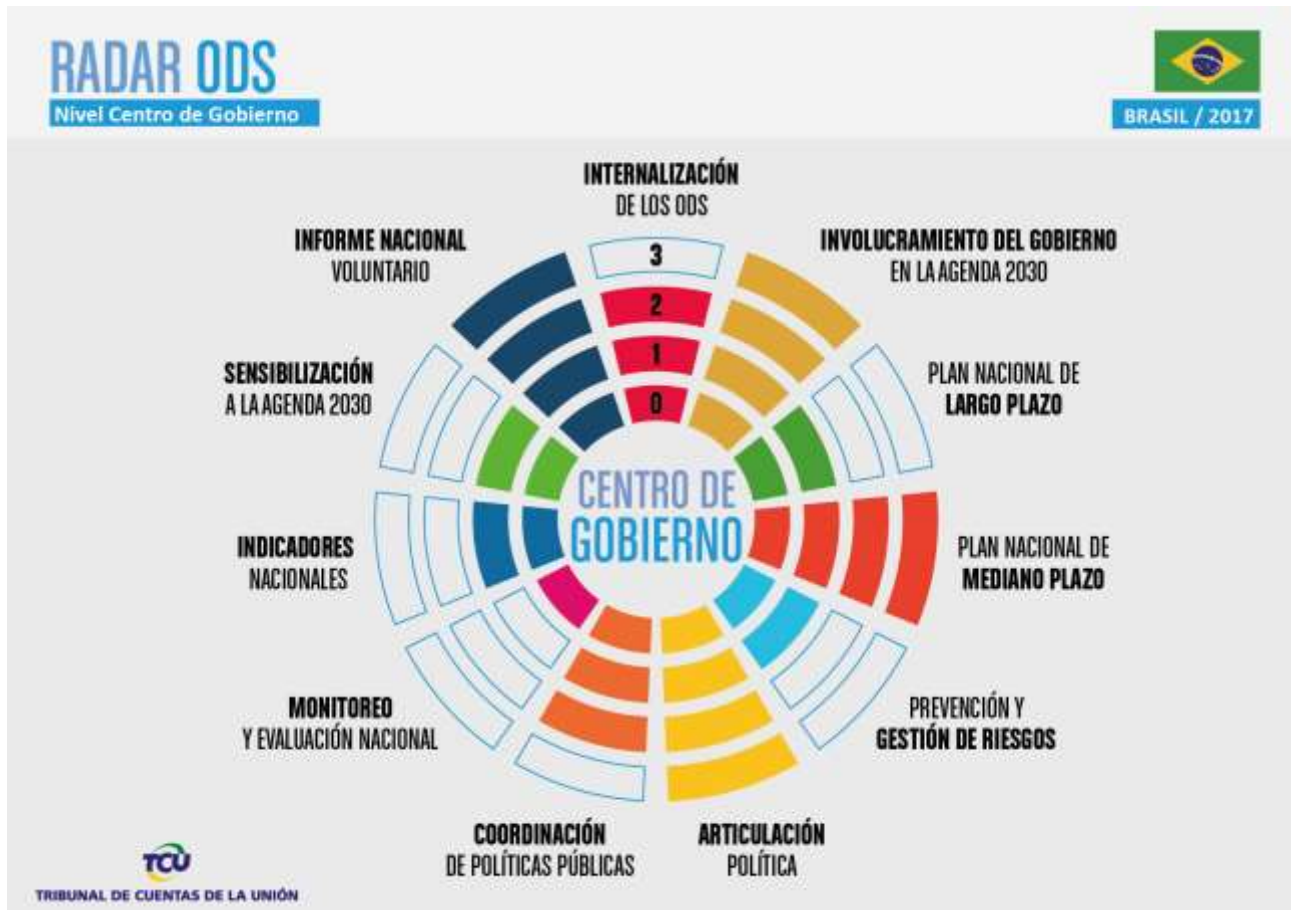 RADAR ODS
Nivel Centro de Gobierno
BRASIL / 2017
INTERNALIZACIÓN
DE LOS ODS
INFORME NACIONAL
VOLUNTARIO
INVOLUCRAMIENTO DEL GOBIERNO
EN LA AGENDA 2030
3
2
1
0
SENSIBILIZACIÓN
A LA AGENDA 2030
PLAN NACIONAL DE
LARGO PLAZO
CENTRO DE
GOBIERNO
INDICADORES
NACIONALES
PLAN NACIONAL DE
MEDIANO PLAZO
MONITOREO
Y EVALUACIÓN NACIONAL
PREVENCIÓN Y
GESTIÓN DE RIESGOS
COORDINACIÓN
DE POLÍTICAS PÚBLICAS
ARTICULACIÓN
POLÍTICA
TCU
TRIBUNAL DE CUENTAS DE LA UNIÓN